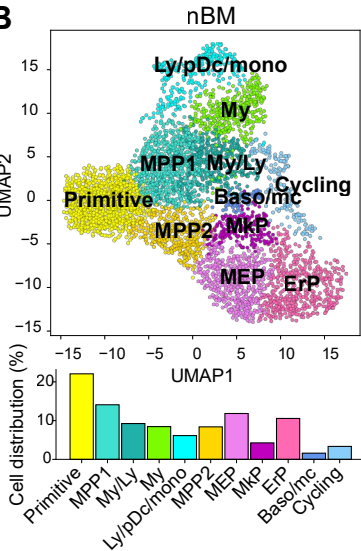 B
nBM
Ly/pDc/mono
My
MPP1 My/Ly
Cycling
Primitive
Baso/mc
MPP2
MkP
MEP
ErP
UMAP2
15
10
5
0
−5
−10
−15
−15 −10 −5 0 5 10 15
UMAP1
Cell distribution (%)
20
10
0
Primitive
MPP1
My/Ly
My
Ly/pDc/mono
MPP2
MEP
MkP
ErP
Baso/mc
Cycling